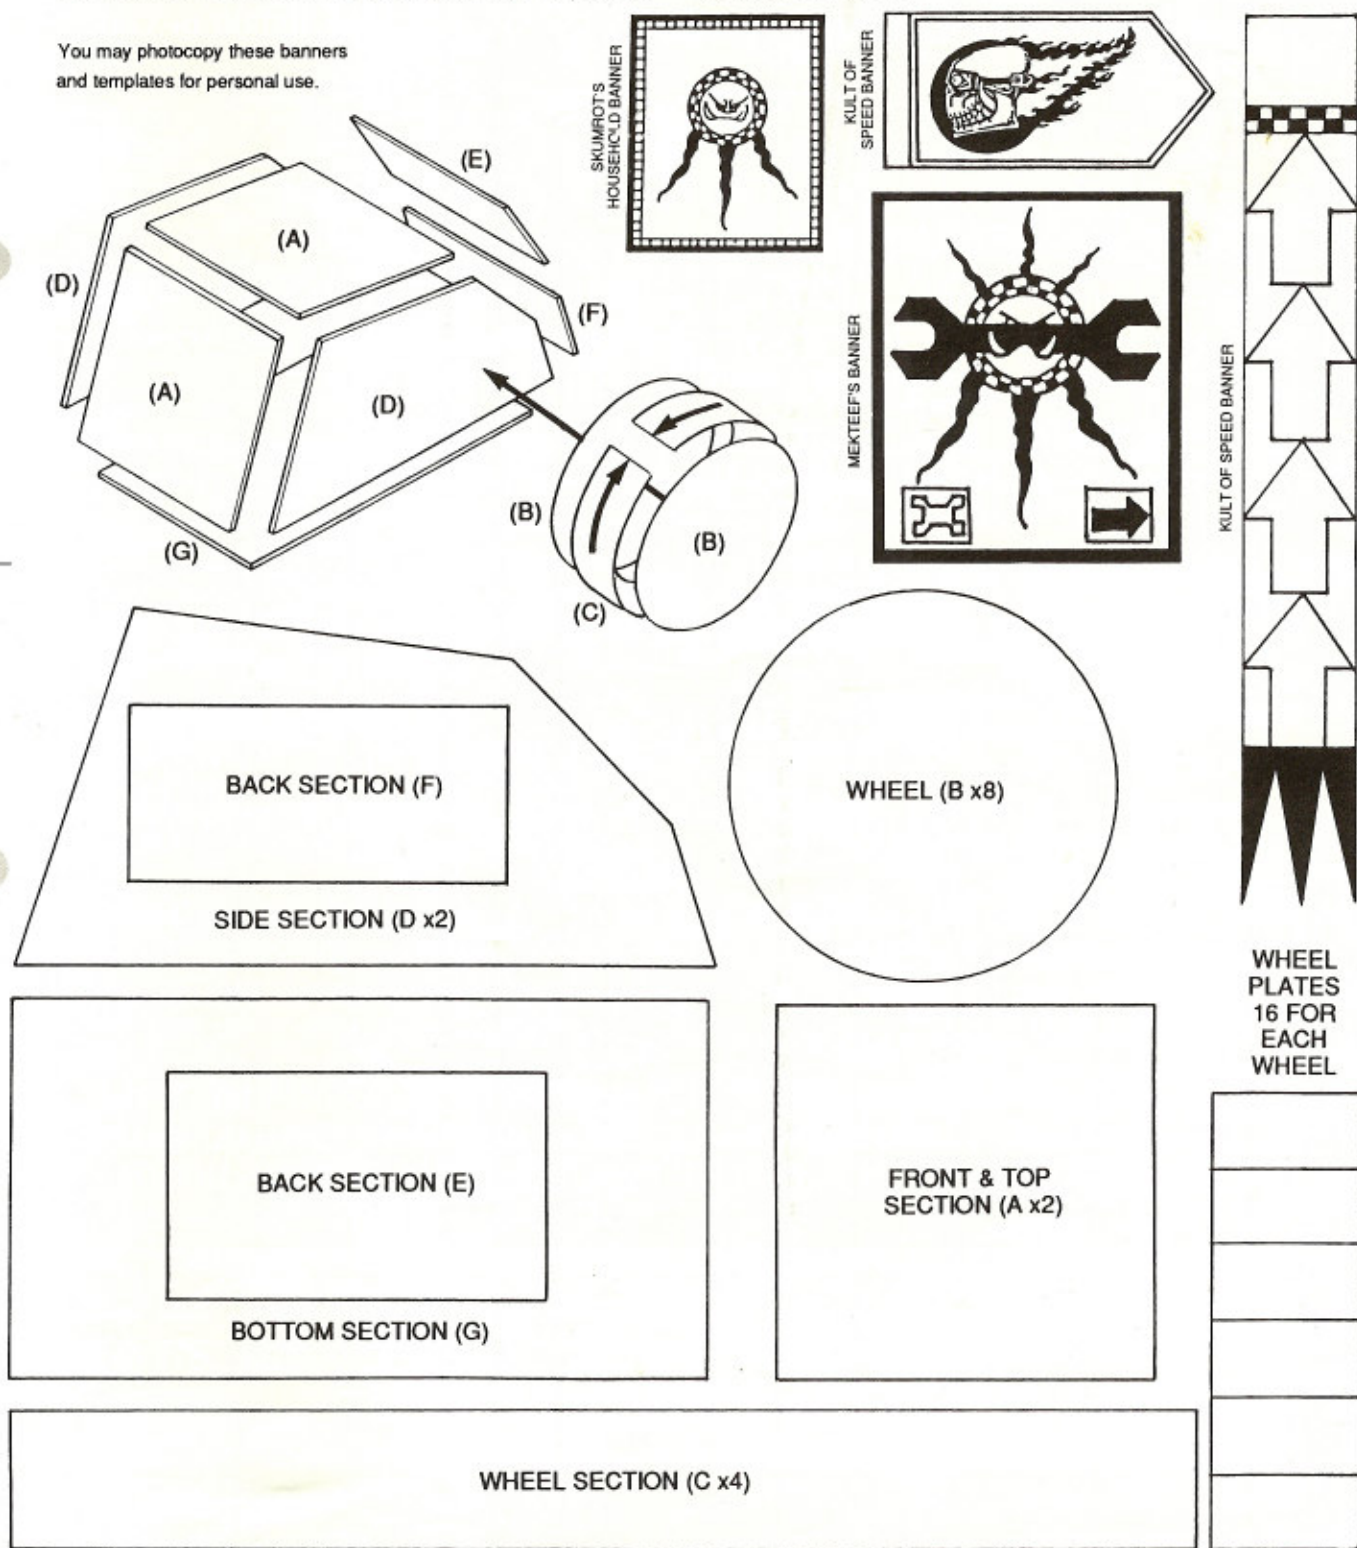 You may photocopy these banners
and templates for personal use.
SKUMROT'S
HOUSEHOLD BANNER
KULT OF
SPEED BANNER
(E)
(A)
(D)
(F)
(A)
(D)
(B)
(B)
(G)
(C)
MEKTEEF'S BANNER
KULT OF SPEED BANNER
BACK SECTION (F)
SIDE SECTION (D x2)
WHEEL (B x8)
WHEEL
PLATES
16 FOR
EACH
WHEEL
BACK SECTION (E)
BOTTOM SECTION (G)
FRONT & TOP
SECTION (A x2)
WHEEL SECTION (C x4)